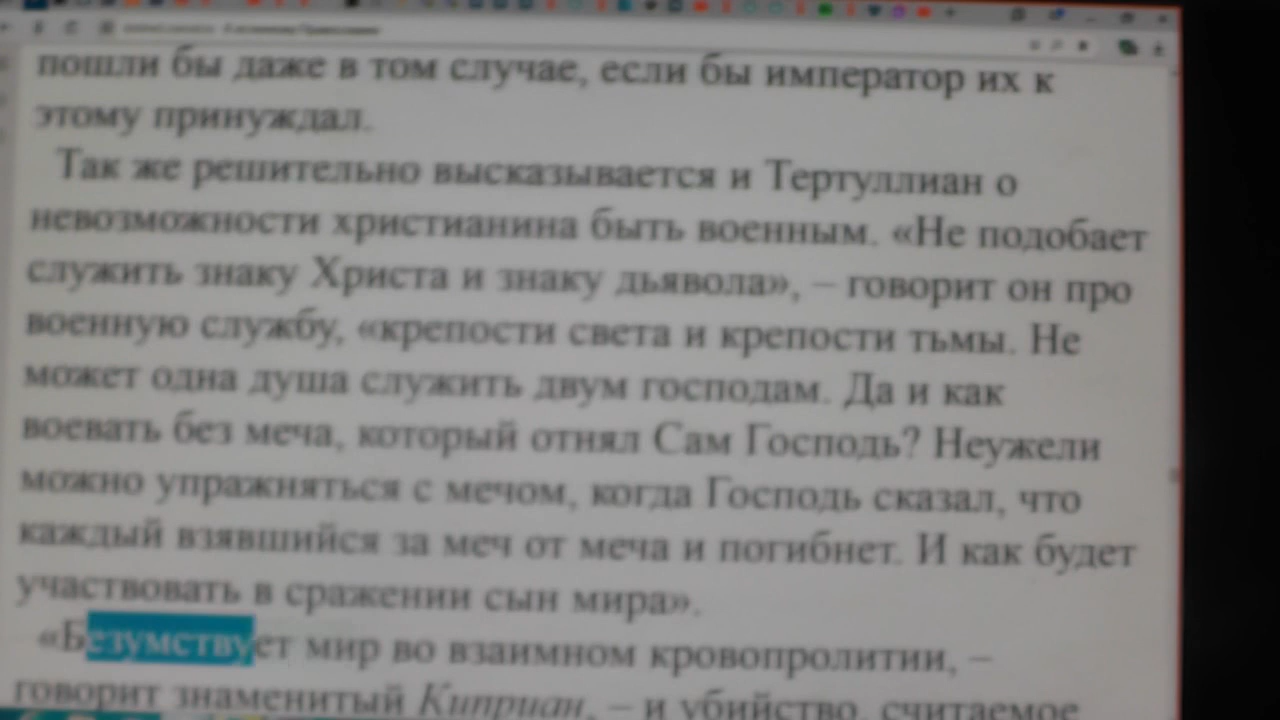 пошли бы даже в том случае, если бы император их к
этому принуждал.
Так же решительно высказывается и Тертуллиан о
невозможности христианина быть военным. «Не подобает
служить знаку Христа и знаку дьявола», – говорит он про
военную службу, «крепости света и крепости тьмы. Не
может одна душа служить двум господам. Да и как
воевать без меча, который отнял Сам Господь? Неужели
можно упражняться с мечом, когда Господь сказал, что
каждый взявшийся за меч от меча и погибнет. И как будет
участвовать в сражении сын мира».
«Безумствует мир во взаимном кровопролитии, –
говорит знаменитый Киприан, – и убийство, считаемое